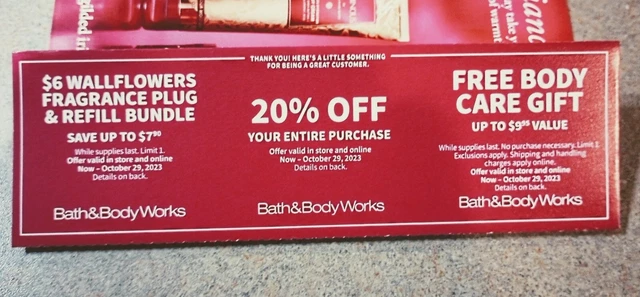 THANK YOU! HERE'S A LITTLE SOMETHING
FOR BEING A GREAT CUSTOMER.
$6 WALLFLOWERS
FRAGRANCE PLUG
& REFILL BUNDLE
SAVE UP TO $7⁹⁰
While supplies last. Limit 1.
Offer valid in store and online
Now – October 29, 2023
Details on back.
Bath&BodyWorks
20% OFF
YOUR ENTIRE PURCHASE
Offer valid in store and online
Now – October 29, 2023
Details on back.
Bath&BodyWorks
FREE BODY
CARE GIFT
UP TO $9⁹⁵ VALUE
While supplies last. No purchase necessary. Limit 1.
Exclusions apply. Shipping and handling
charges apply online.
Offer valid in store and online
Now – October 29, 2023
Details on back.
Bath&BodyWorks